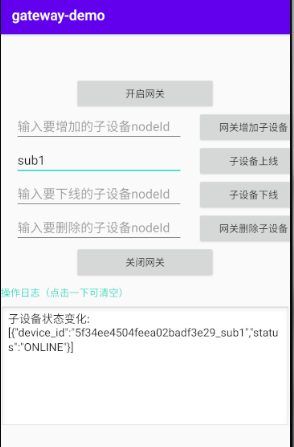 gateway-demo
开启网关
输入要增加的子设备nodeId
网关增加子设备
sub1
子设备上线
输入要下线的子设备nodeId
子设备下线
输入要删除的子设备nodeId
网关删除子设备
关闭网关
操作日志（点击一下可清空）
子设备状态变化:
[{"device_id":"5f34ee4504feea02badf3e29_sub1","statu
s":"ONLINE"}]